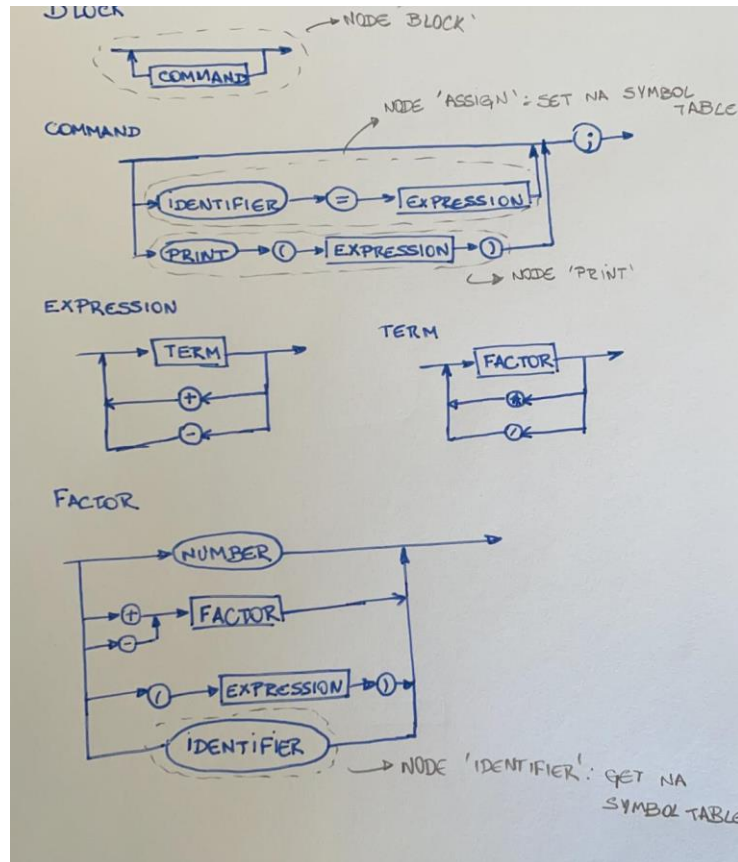 BLOCK
NODE BLOCK'
COMMAND
NODE 'ASSIGN': SET NA SYMBOL
TABLE
COMMAND
;
IDENTIFIER = EXPRESSION
PRINT ( EXPRESSION )
NODE 'PRINT'
EXPRESSION
TERM
+
-
TERM
FACTOR
*
/
FACTOR
NUMBER
+ FACTOR
-
( EXPRESSION )
IDENTIFIER
NODE 'IDENTIFIER': GET NA
SYMBOL TABLE